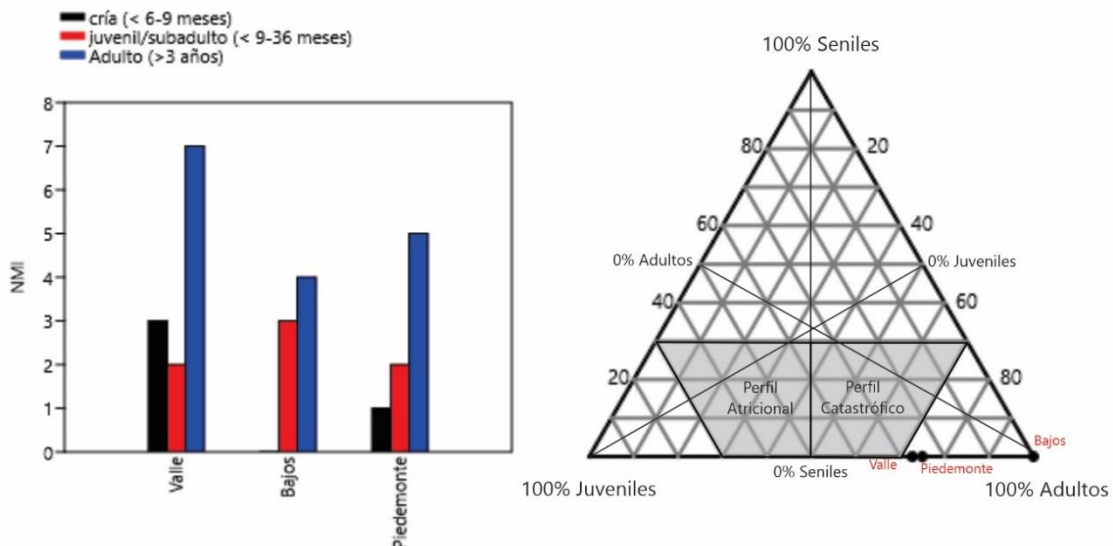 cría (< 6-9 meses)
juvenil/subadulto (< 9-36 meses)
Adulto (>3 años)
NMI
8
7
6
5
4
3
2
1
0
Valle
Bajos
Piedemonte
100% Seniles
80
20
60
40
0% Adultos
0% Juveniles
40
60
20
80
Perfil
Atricional
Perfil
Catastrófico
Bajos
0% Seniles
Valle
Piedemonte
100% Juveniles
100% Adultos